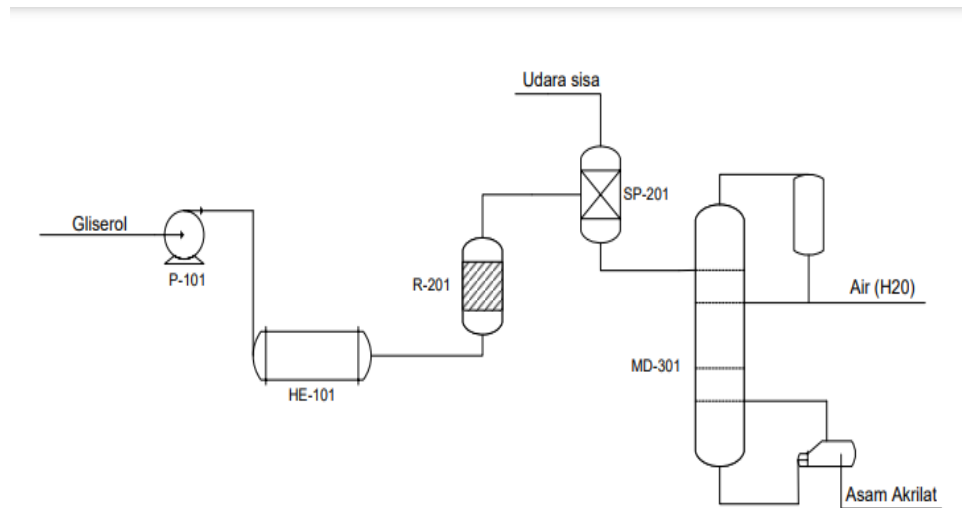 Udara sisa
SP-201
Gliserol
P-101
R-201
Air (H20)
HE-101
MD-301
Asam Akrilat